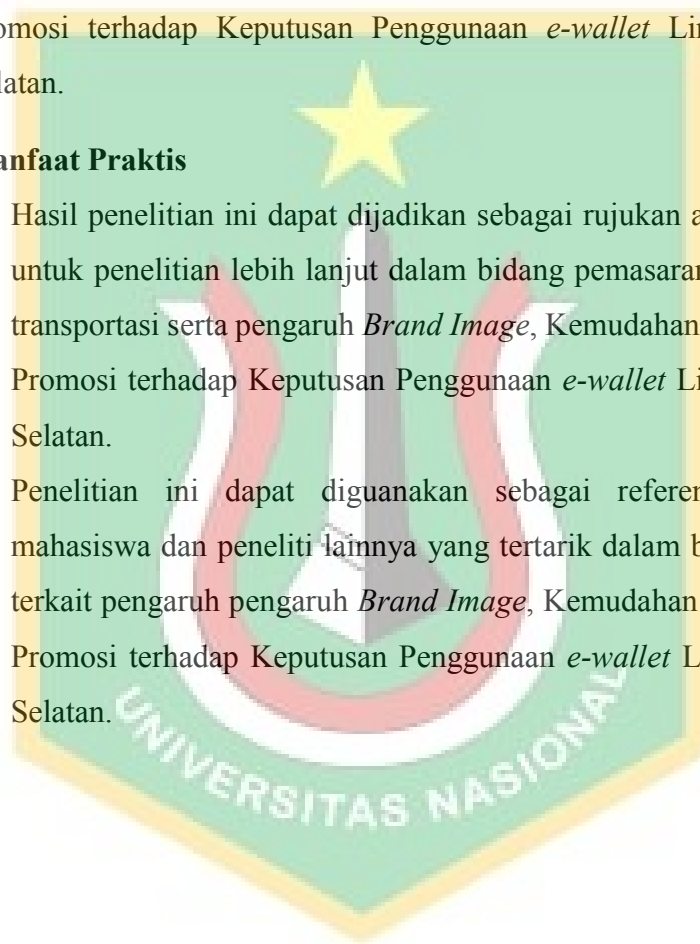 omosi terhadap Keputusan Penggunaan e-wallet Li
latan.
anfaat Praktis
Hasil penelitian ini dapat dijadikan sebagai rujukan a
untuk penelitian lebih lanjut dalam bidang pemasara
transportasi serta pengaruh Brand Image, Kemudahan
Promosi terhadap Keputusan Penggunaan e-wallet Li
Selatan.
Penelitian ini dapat diguanakan sebagai refere
mahasiswa dan peneliti lainnya yang tertarik dalam b
terkait pengaruh pengaruh Brand Image, Kemudahan
Promosi terhadap Keputusan Penggunaan e-wallet L
Selatan.
UNIVERSITAS NASIONAL